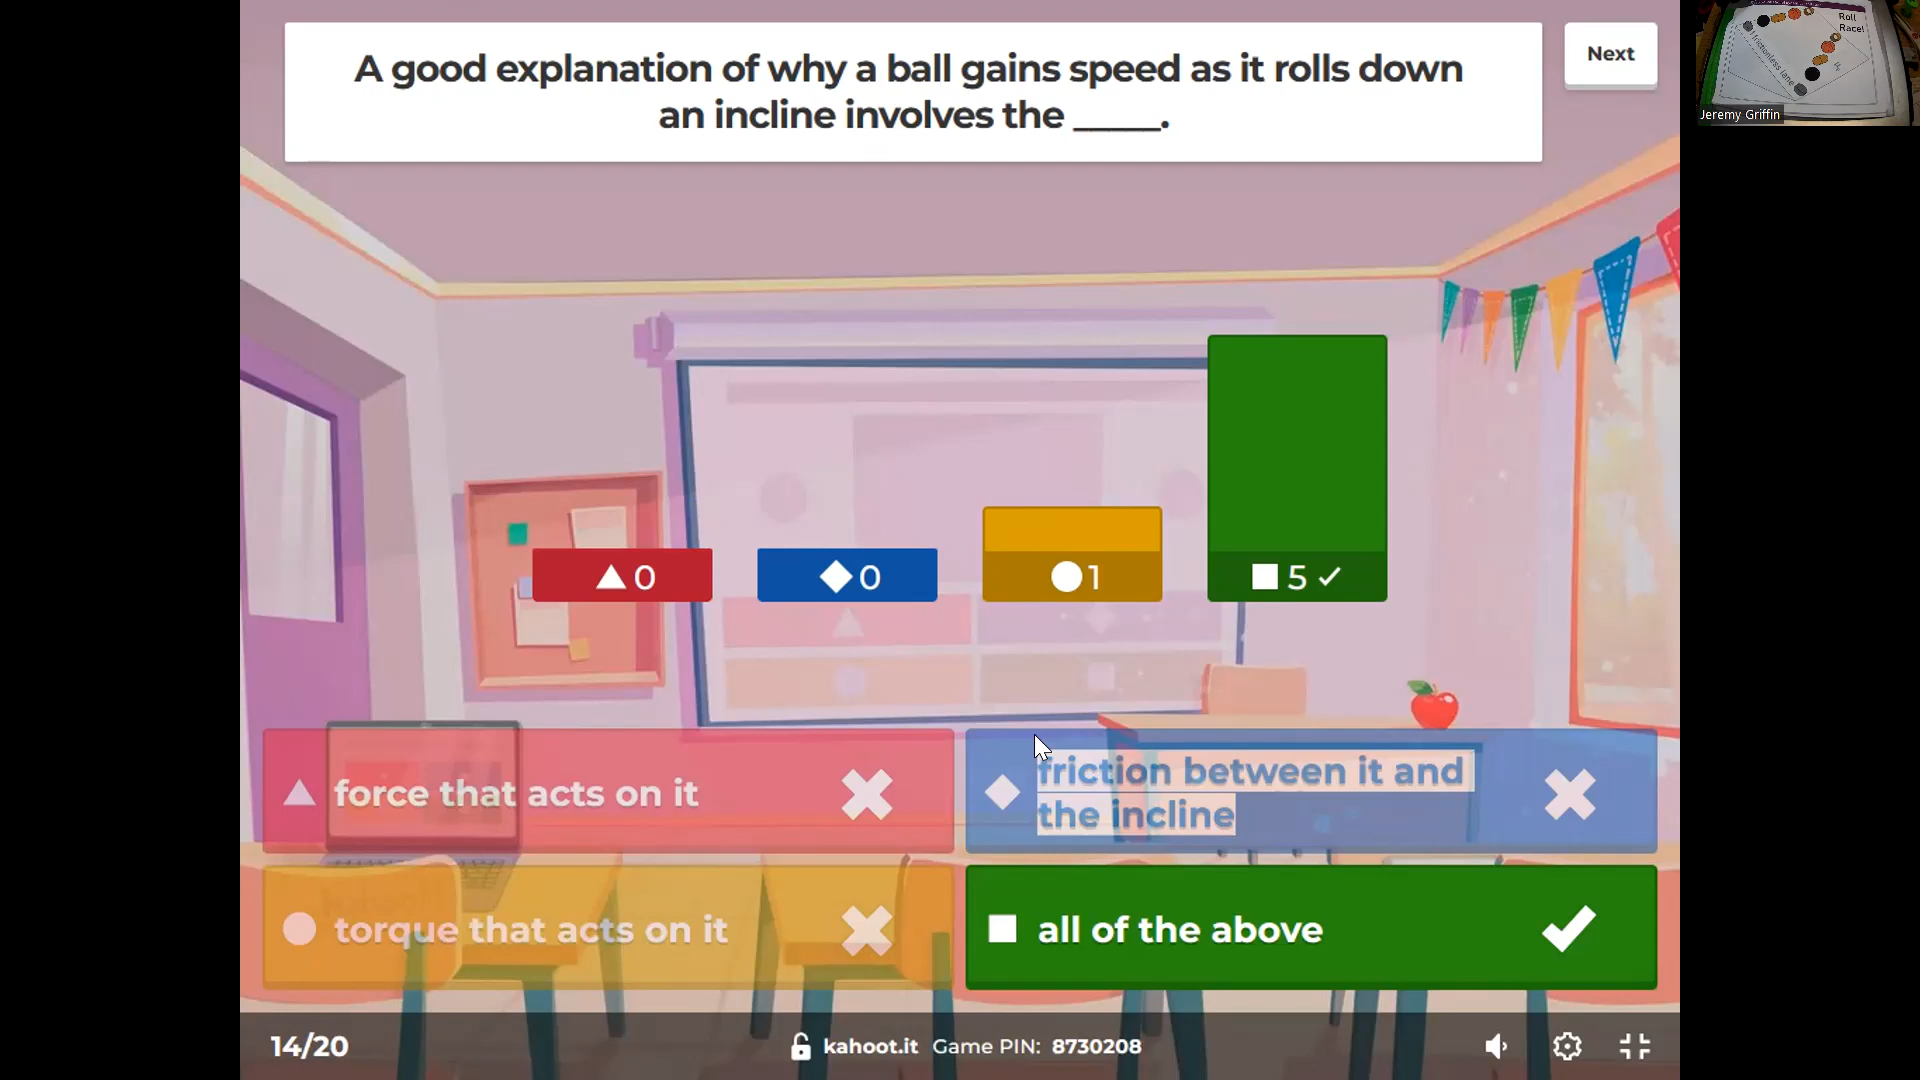 A good explanation of why a ball gains speed as it rolls down
an incline involves the _____.
Next
Roll
Race!
frictionless lane
Jeremy Griffin
0
0
1
5
force that acts on it
friction between it and
the incline
torque that acts on it
all of the above
14/20
kahoot.it Game PIN: 8730208